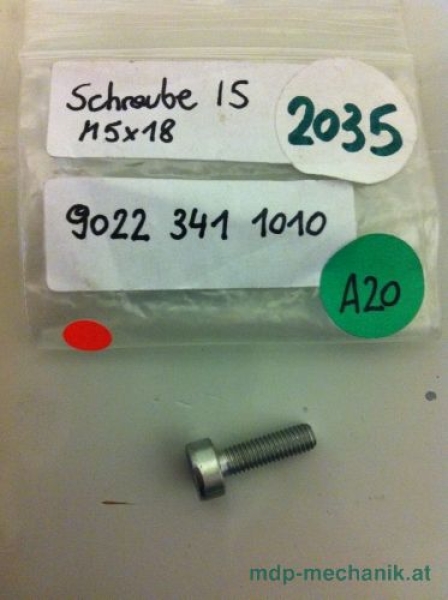 Schraube IS
M5x18
2035
9022 341 1010
A20
mdp-mechanik.at